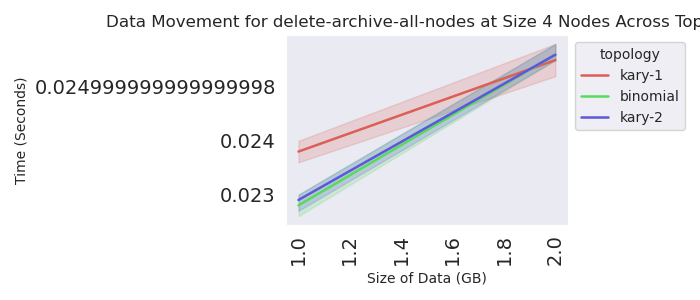 Data Movement for delete-archive-all-nodes at Size 4 Nodes Across Top
topology
kary-1
binomial
kary-2
Time (Seconds)
0.024999999999999998
0.024
0.023
1.0 1.2 1.4 1.6 1.8 2.0
Size of Data (GB)